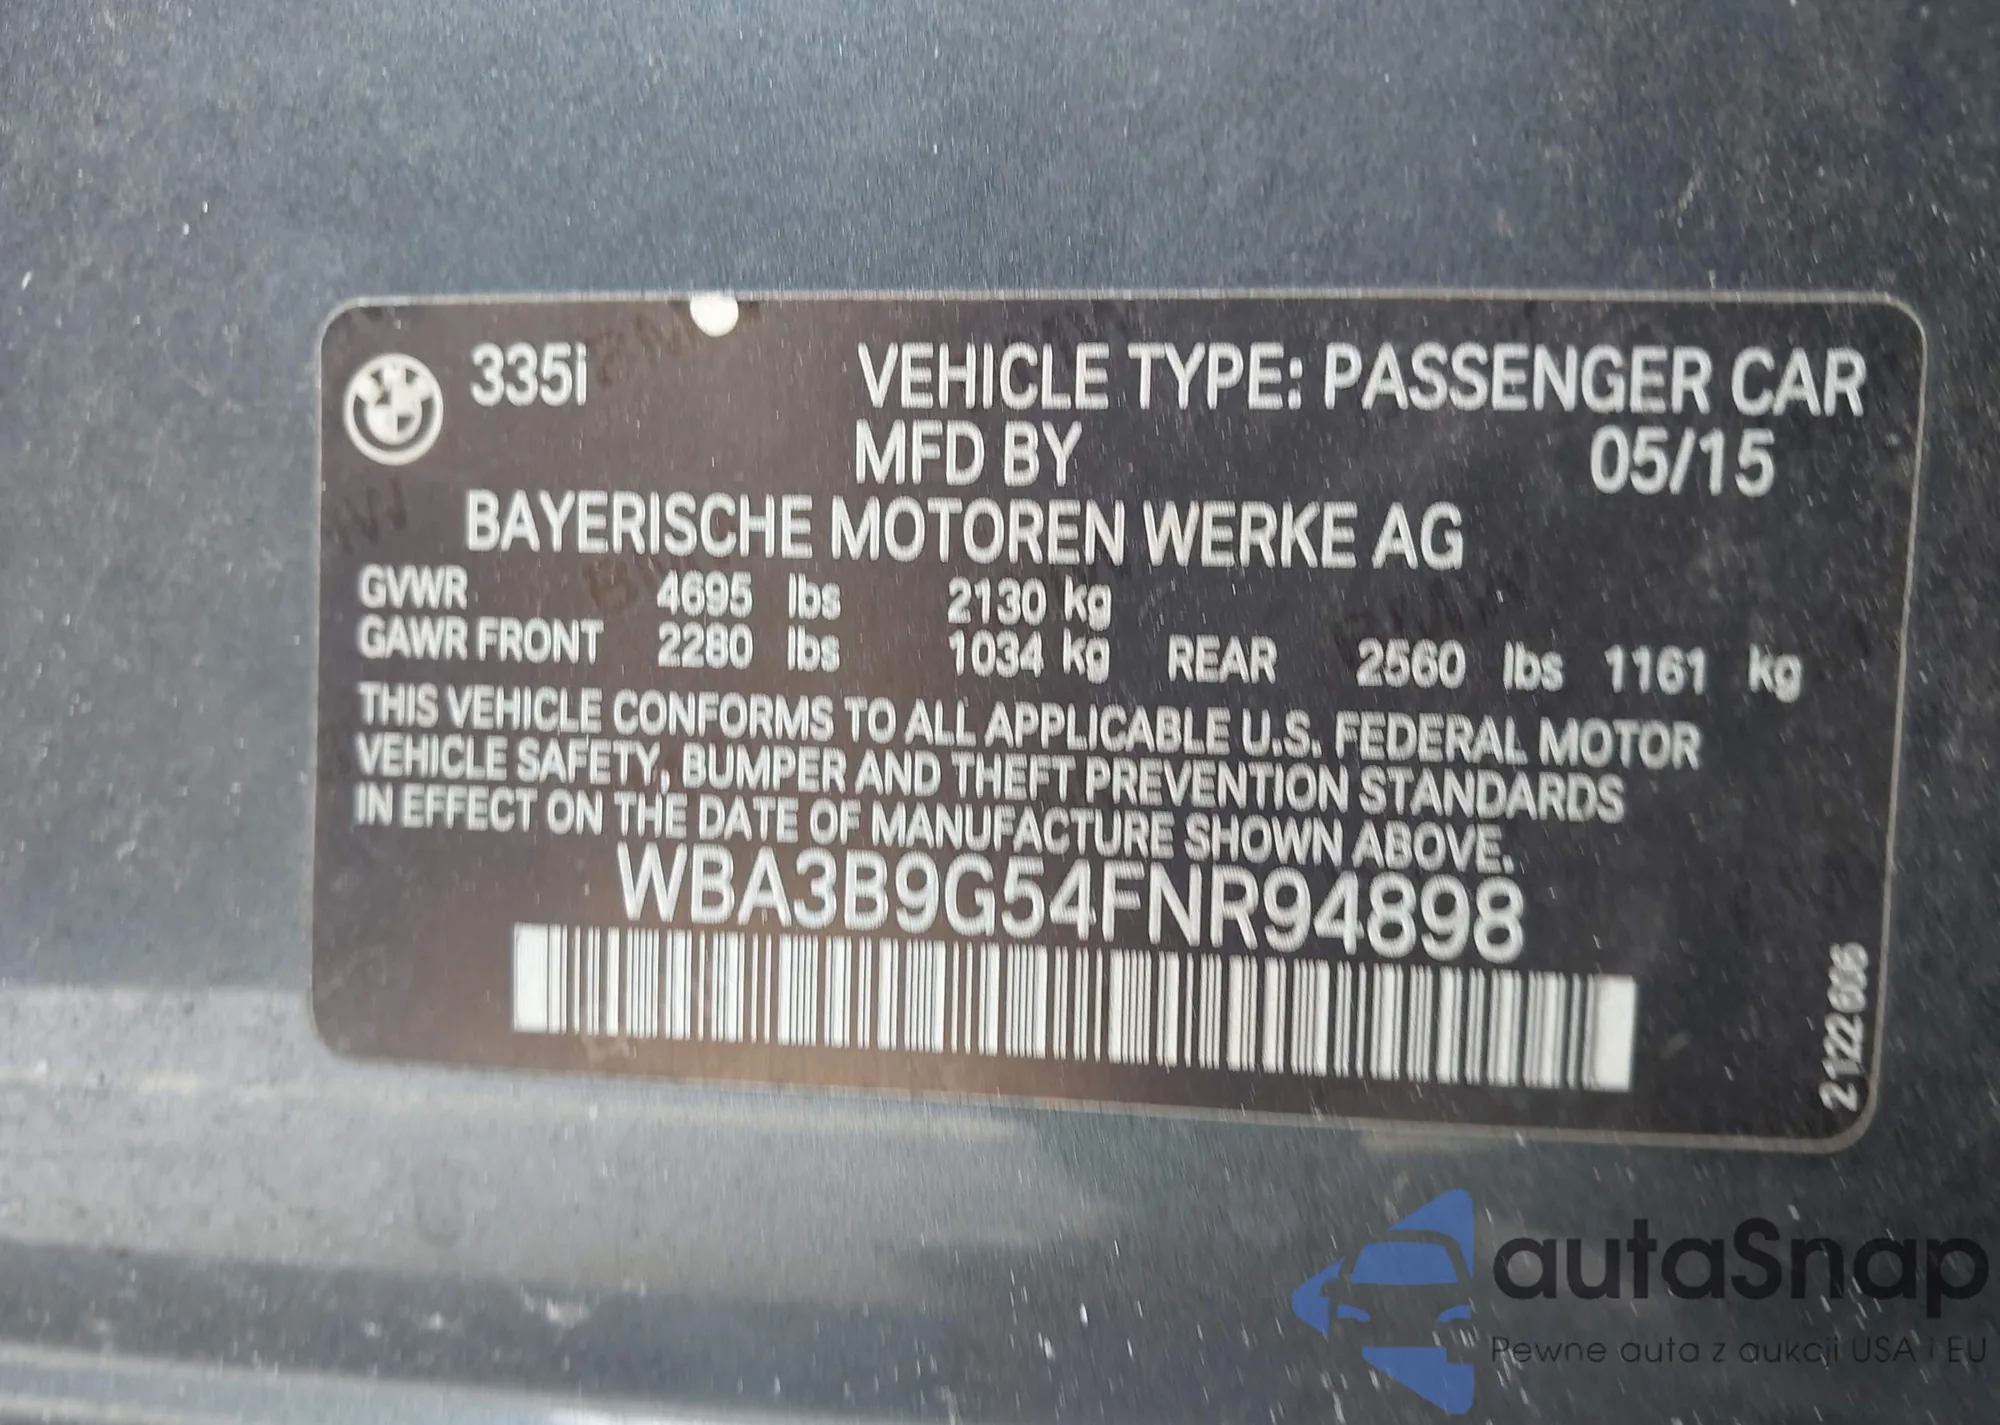 335i VEHICLE TYPE: PASSENGER CAR
MFD BY 05/15
BAYERISCHE MOTOREN WERKE AG
GVWR 4695 lbs 2130 kg
GAWR FRONT 2280 lbs 1034 kg REAR 2560 lbs 1161 kg
THIS VEHICLE CONFORMS TO ALL APPLICABLE U.S. FEDERAL MOTOR
VEHICLE SAFETY, BUMPER AND THEFT PREVENTION STANDARDS
IN EFFECT ON THE DATE OF MANUFACTURE SHOWN ABOVE.
WBA3B9G54FNR94898
2122606
autaSnap
Pewne auta z aukcji USA i EU